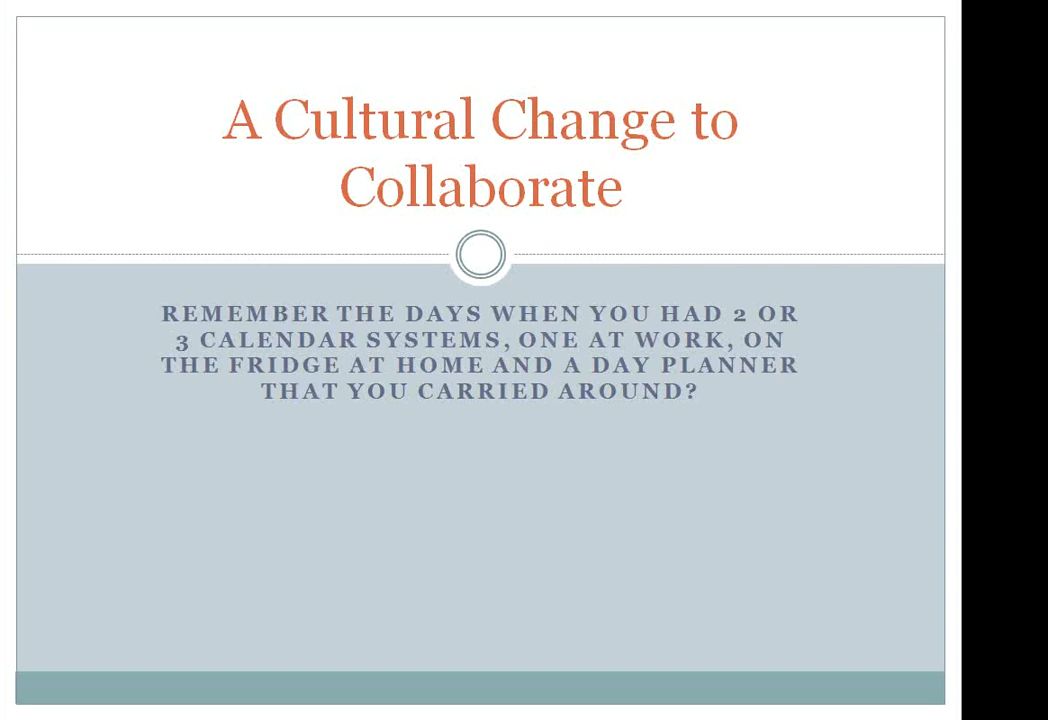 A Cultural Change to
Collaborate
REMEMBER THE DAYS WHEN YOU HAD 2 OR
3 CALENDAR SYSTEMS, ONE AT WORK, ON
THE FRIDGE AT HOME AND A DAY PLANNER
THAT YOU CARRIED AROUND?